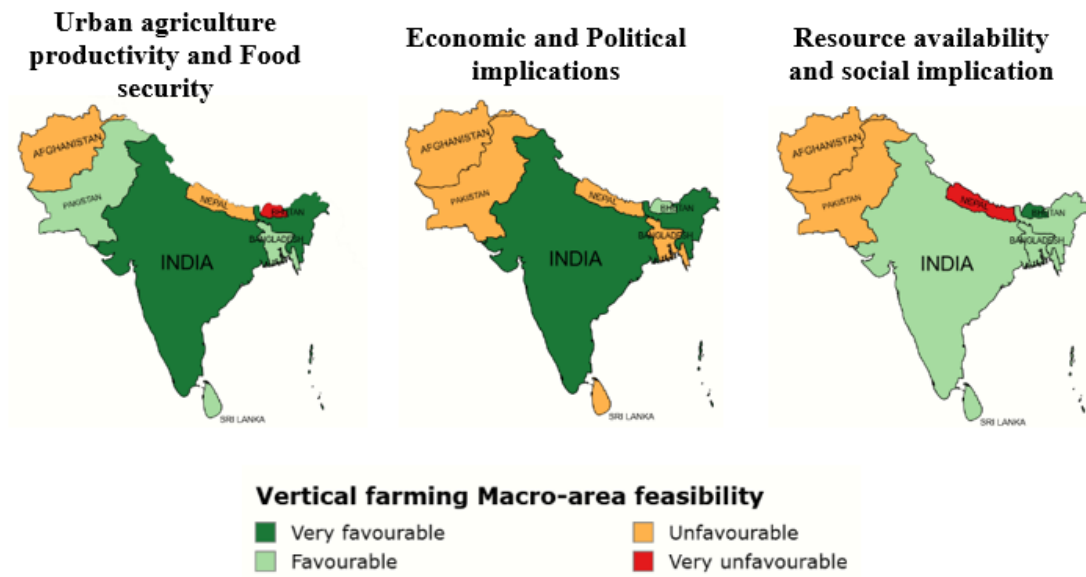 Urban agriculture
productivity and Food
security
Economic and Political
implications
Resource availability
and social implication
AFGHANISTAN
PAKISTAN
NEPAL
BHUTAN
BANGLADESH
INDIA
SRI LANKA
AFGHANISTAN
PAKISTAN
NEPAL
BHUTAN
BANGLADESH
INDIA
SRI LANKA
AFGHANISTAN
PAKISTAN
NEPAL
BHUTAN
BANGLADESH
INDIA
SRI LANKA
Vertical farming Macro-area feasibility
Very favourable
Unfavourable
Favourable
Very unfavourable